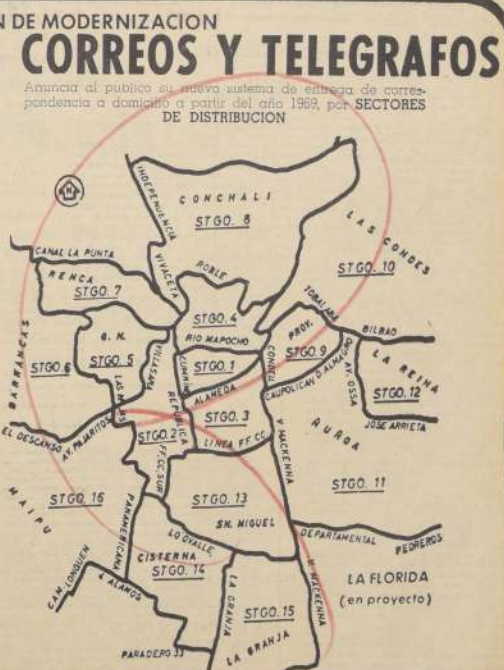 N DE MODERNIZACION
CORREOS Y TELEGRAFOS
Anuncia al publico su nuevo sistema de entrega de corres-
pondencia a domicilio a partir del año 1969, por SECTORES
DE DISTRIBUCION
N
CONCHALI
STGO. 8
INDEPENDENCIA
VIVACETA
LAS CONDES
STGO. 10
CANAL LA PUNTA
RENCA
STGO. 7
ROBLE
STGO. 4
RIO MAPOCHO
TOBALABA
BILBAO
PROV.
STGO. 9
BARRANCAS
STGO. 6
Q. N.
STGO. 5
VILLASANA
CUMMING
STGO. 1
ALAMEDA
CONDELL
CAUPOLICAN D. ALMAGRO
AV. OSSA
LA REINA
STGO. 12
JOSE ARRIETA
LAS REJAS
REPUBLICA
STGO. 2
STGO. 3
LINEA FF.CC.
V. MACKENNA
ÑUÑOA
STGO. 11
EL DESCANSO
AV. PAJARITOS
MAIPU
STGO. 16
FF.CC. SUR
STGO. 13
SN. MIGUEL
DEPARTAMENTAL
PEDREROS
PANAMERICANA
LO OVALLE
CISTERNA
STGO. 14
CAM. LONQUEN
4 ALAMOS
LA GRANJA
STGO. 15
LA GRANJA
V. MACKENNA
LA FLORIDA
(en proyecto)
PARADERO 33